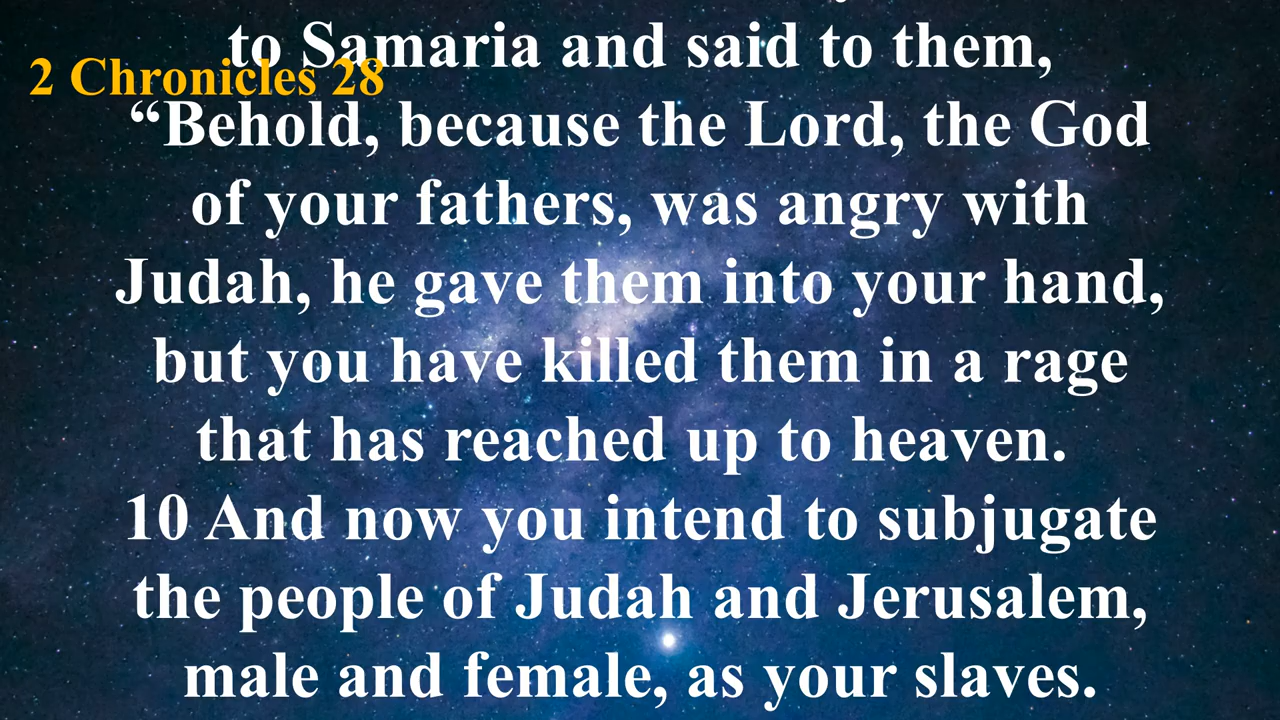 to Samaria and said to them,
2 Chronicles 28
“Behold, because the Lord, the God
of your fathers, was angry with
Judah, he gave them into your hand,
but you have killed them in a rage
that has reached up to heaven.
10 And now you intend to subjugate
the people of Judah and Jerusalem,
male and female, as your slaves.